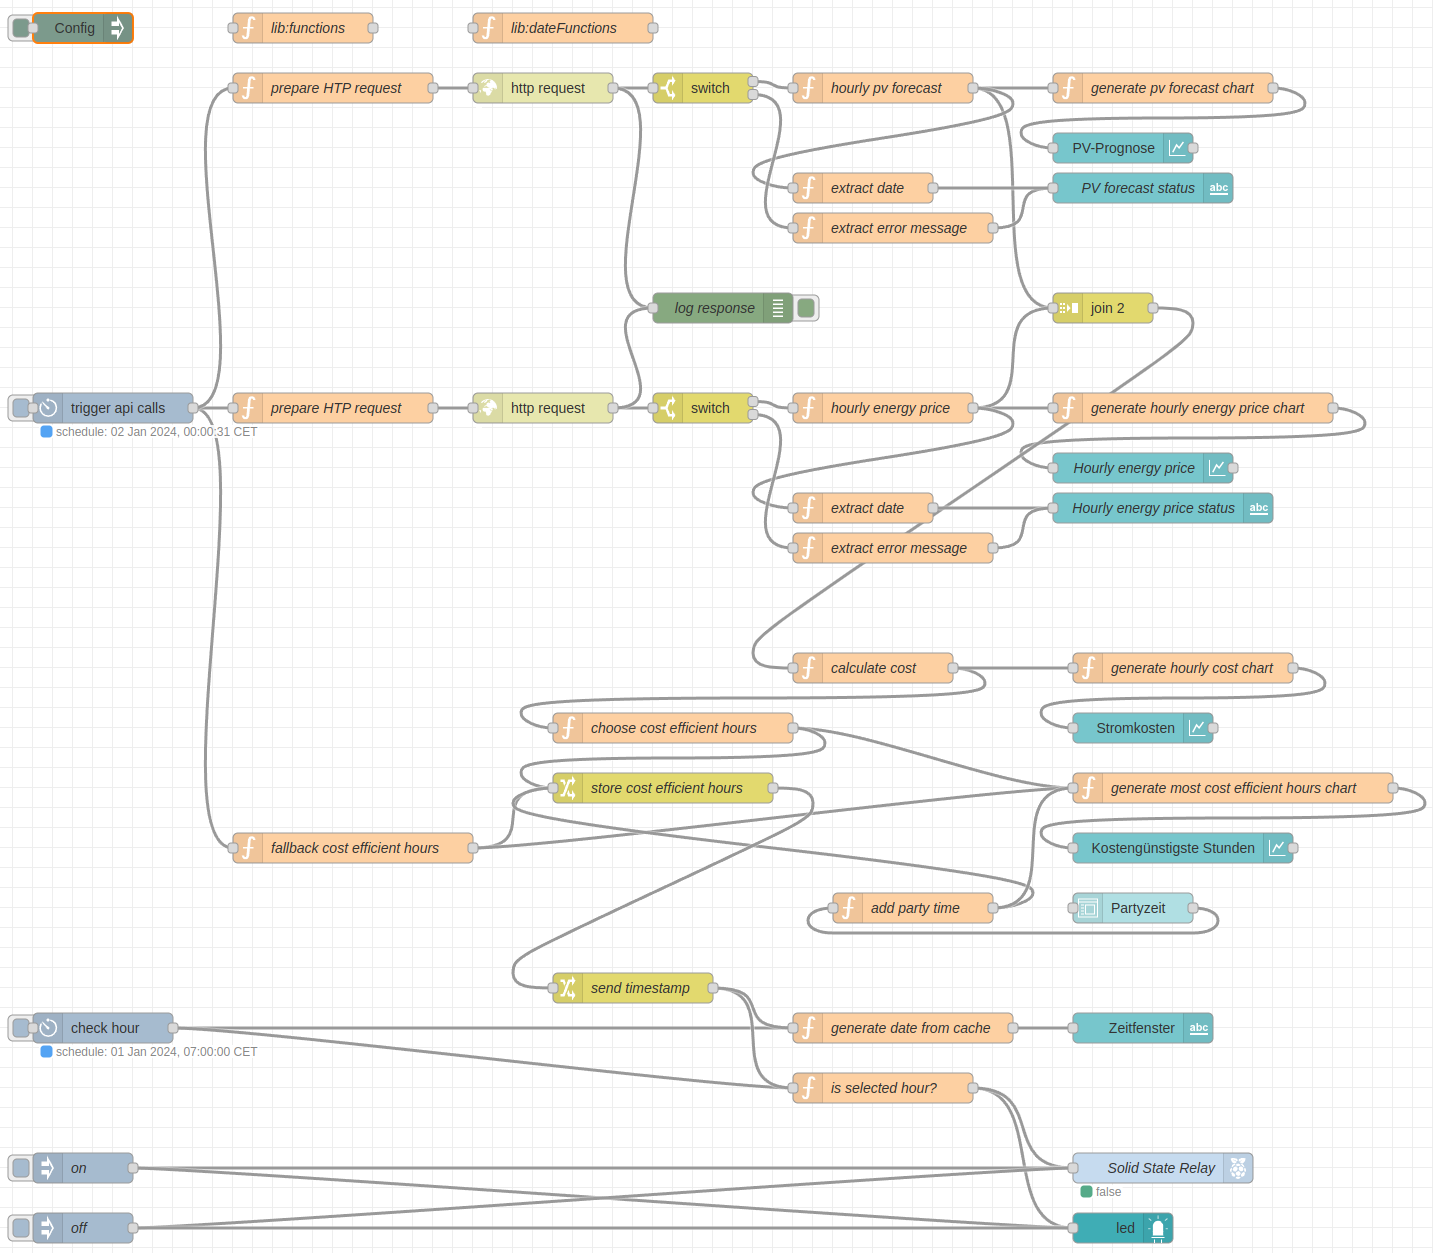 Config
lib:functions
lib:dateFunctions
prepare HTP request
http request
switch
hourly pv forecast
generate pv forecast chart
PV-Prognose
extract date
PV forecast status
abc
extract error message
log response
join 2
trigger api calls
prepare HTP request
http request
switch
hourly energy price
generate hourly energy price chart
schedule: 02 Jan 2024, 00:00:31 CET
Hourly energy price
extract date
Hourly energy price status
abc
extract error message
calculate cost
generate hourly cost chart
choose cost efficient hours
Stromkosten
store cost efficient hours
generate most cost efficient hours chart
fallback cost efficient hours
Kostengünstigste Stunden
add party time
Partyzeit
send timestamp
check hour
generate date from cache
Zeitfenster
abc
schedule: 01 Jan 2024, 07:00:00 CET
is selected hour?
on
Solid State Relay
false
off
led